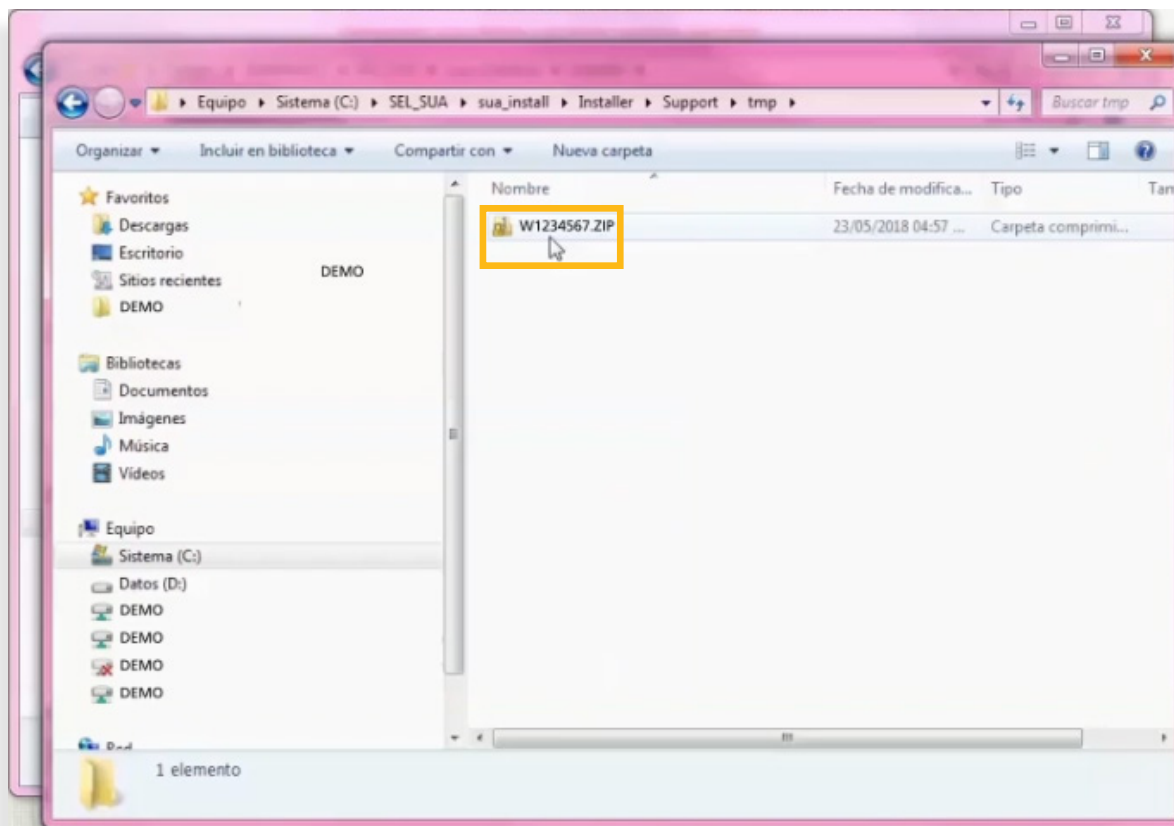 Equipo ▸ Sistema (C:) ▸ SEL_SUA ▸ sua_install ▸ Installer ▸ Support ▸ tmp ▸ Buscar tmp
Organizar Incluir en biblioteca Compartir con Nueva carpeta
Nombre Fecha de modifica... Tipo Tam
W1234567.ZIP 23/05/2018 04:57 ... Carpeta comprimi...
Favoritos
Descargas
Escritorio
Sitios recientes
DEMO
DEMO
Bibliotecas
Documentos
Imágenes
Música
Vídeos
Equipo
Sistema (C:)
Datos (D:)
DEMO
DEMO
DEMO
DEMO
Red
1 elemento